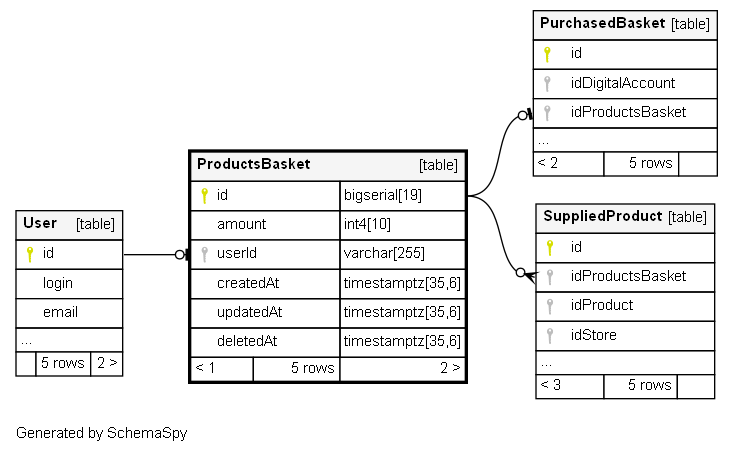 PurchasedBasket [table]
id
idDigitalAccount
idProductsBasket
...
< 2 5 rows
ProductsBasket [table]
id bigserial[19]
amount int4[10]
userId varchar[255]
createdAt timestamptz[35,6]
updatedAt timestamptz[35,6]
deletedAt timestamptz[35,6]
< 1 5 rows 2 >
User [table]
id
login
email
...
5 rows 2 >
SuppliedProduct [table]
id
idProductsBasket
idProduct
idStore
...
< 3 5 rows
Generated by SchemaSpy